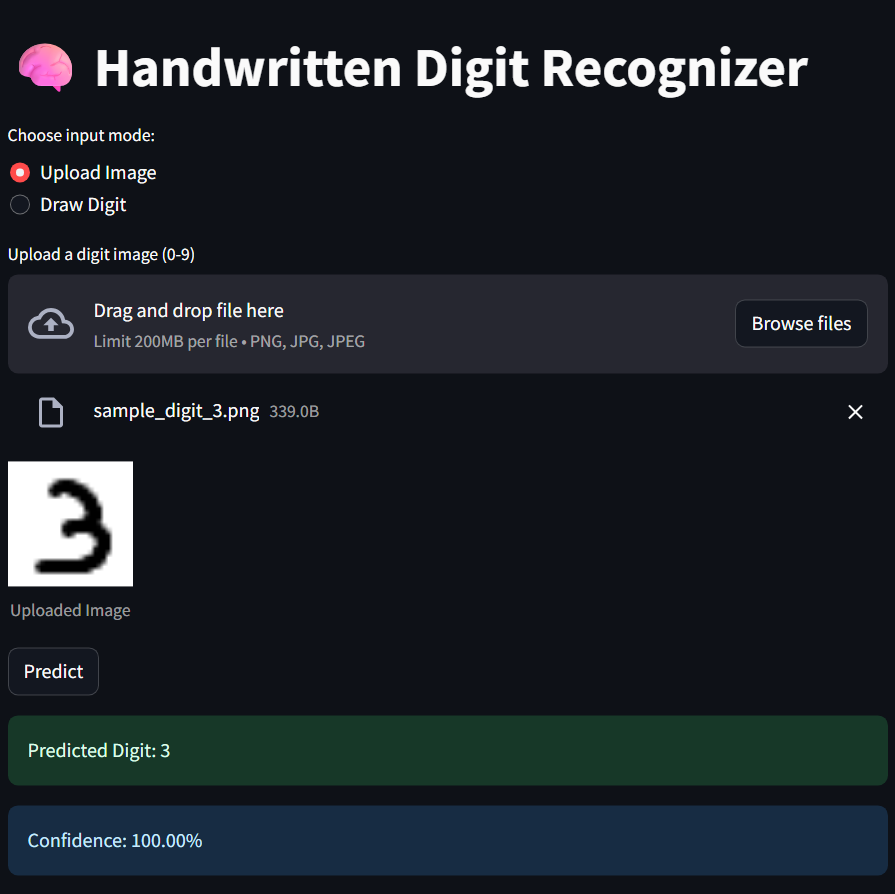 Handwritten Digit Recognizer
Choose input mode:
Upload Image
Draw Digit
Upload a digit image (0-9)
Drag and drop file here
Limit 200MB per file • PNG, JPG, JPEG
Browse files
sample_digit_3.png 339.0B
3
Uploaded Image
Predict
Predicted Digit: 3
Confidence: 100.00%